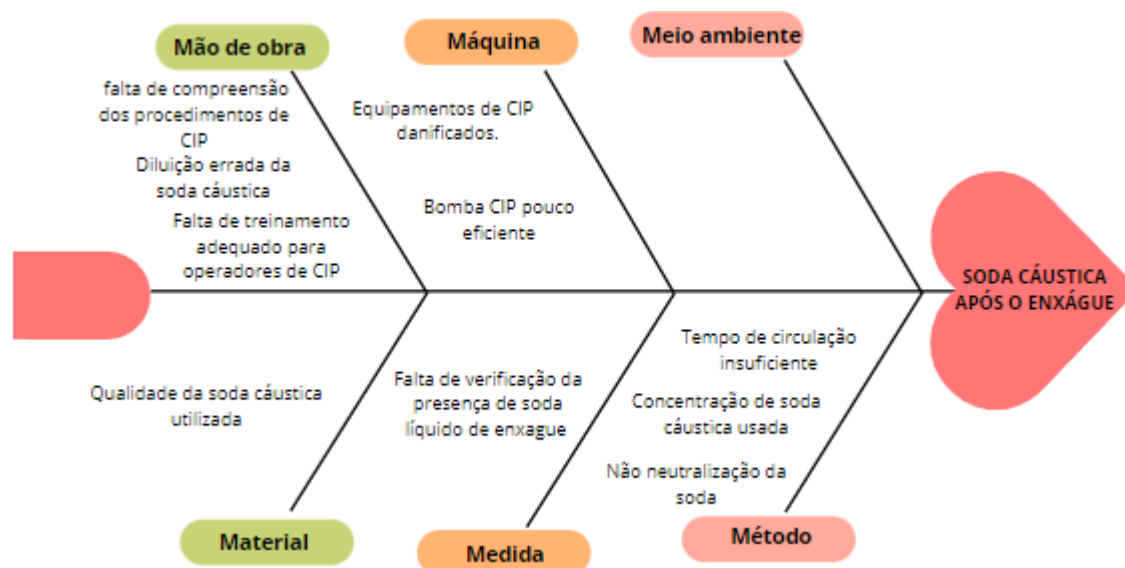 Mão de obra
falta de compreensão
dos procedimentos de
CIP
Diluição errada da
soda cáustica
Falta de treinamento
adequado para
operadores de CIP
Máquina
Equipamentos de CIP
danificados.
Bomba CIP pouco
eficiente
Meio ambiente
SODA CÁUSTICA
APÓS O ENXÁGUE
Qualidade da soda cáustica
utilizada
Material
Falta de verificação da
presença de soda
líquido de enxague
Medida
Tempo de circulação
insuficiente
Concentração de soda
cáustica usada
Não neutralização da
soda
Método